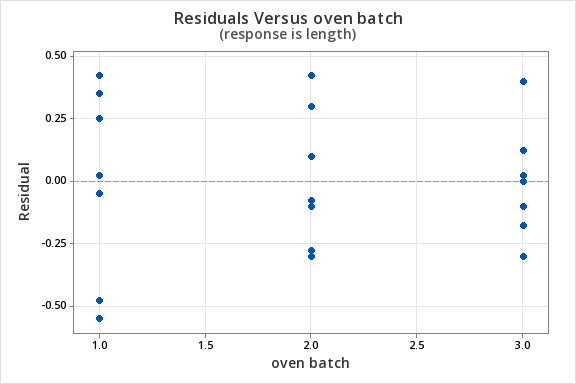 Residuals Versus oven batch
(response is length)
0.50
0.25
0.00
-0.25
-0.50
Residual
1.0 1.5 2.0 2.5 3.0
oven batch